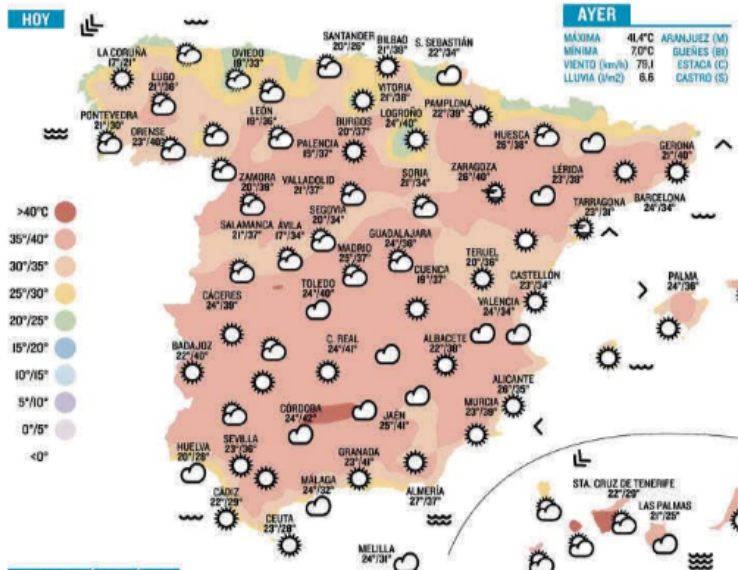 HOY
AYER
MÁXIMA 41,4°C ARANJUEZ (M)
MÍNIMA 7,0°C GUEÑES (BI)
VIENTO (km/h) 79,1 ESTACA (C)
LLUVIA (l/m2) 6,6 CASTRO (S)
LA CORUÑA
17°/21°
OVIEDO
19°/33°
SANTANDER
20°/26°
BILBAO
21°/38°
S. SEBASTIÁN
22°/34°
LUGO
21°/36°
VITORIA
21°/38°
PAMPLONA
22°/39°
PONTEVEDRA
21°/30°
ORENSE
23°/40°
LEÓN
19°/36°
BURGOS
20°/37°
LOGROÑO
24°/40°
HUESCA
26°/38°
GERONA
21°/40°
PALENCIA
19°/37°
ZAMORA
20°/39°
VALLADOLID
21°/37°
SORIA
21°/34°
ZARAGOZA
26°/40°
LÉRIDA
23°/38°
BARCELONA
24°/34°
TARRAGONA
23°/31°
SEGOVIA
20°/34°
SALAMANCA
21°/37°
ÁVILA
17°/34°
GUADALAJARA
24°/36°
MADRID
25°/37°
TERUEL
20°/36°
CUENCA
19°/37°
CASTELLÓN
23°/34°
PALMA
24°/36°
CÁCERES
24°/39°
TOLEDO
24°/40°
VALENCIA
24°/34°
BADAJOZ
22°/40°
C. REAL
24°/41°
ALBACETE
22°/38°
ALICANTE
26°/35°
MURCIA
23°/39°
CÓRDOBA
24°/42°
JAÉN
25°/41°
HUELVA
20°/28°
SEVILLA
23°/36°
GRANADA
23°/41°
MÁLAGA
24°/32°
ALMERÍA
27°/37°
CÁDIZ
22°/29°
CEUTA
23°/28°
MELILLA
24°/31°
STA. CRUZ DE TENERIFE
22°/29°
LAS PALMAS
21°/25°
>40°C
35°/40°
30°/35°
25°/30°
20°/25°
15°/20°
10°/15°
5°/10°
0°/5°
<0°